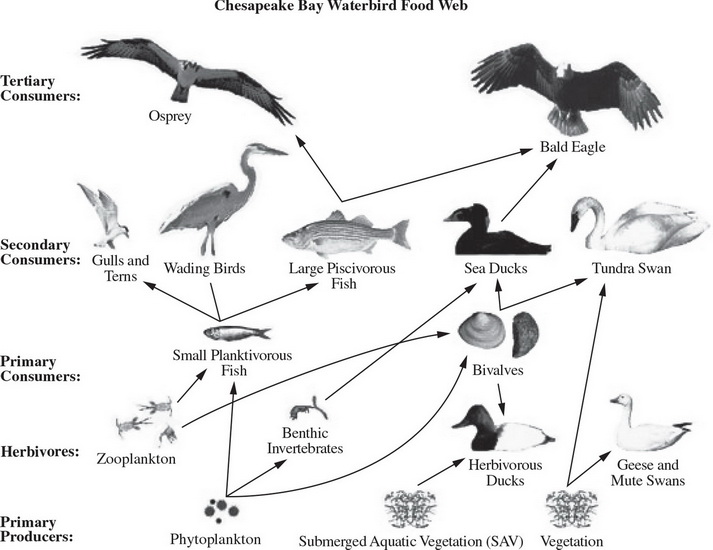 Chesapeake Bay Waterbird Food Web
Tertiary
Consumers:
Osprey
Bald Eagle
Secondary
Consumers:
Gulls and
Terns
Wading Birds
Large Piscivorous
Fish
Sea Ducks
Tundra Swan
Primary
Consumers:
Small Planktivorous
Fish
Bivalves
Herbivores:
Zooplankton
Benthic
Invertebrates
Herbivorous
Ducks
Geese and
Mute Swans
Primary
Producers:
Phytoplankton
Submerged Aquatic Vegetation (SAV)
Vegetation